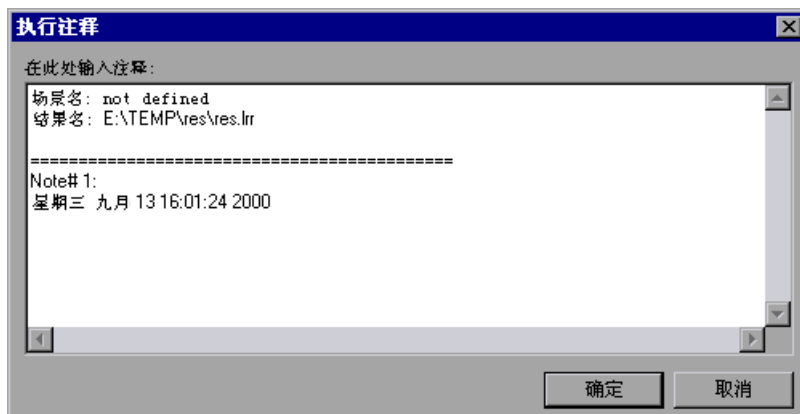 执行注释
在此处输入注释:
场景名: not defined
结果名: E:\TEMP\res\res.lrr
============================================
Note# 1:
星期三 九月 13 16:01:24 2000
确定
取消